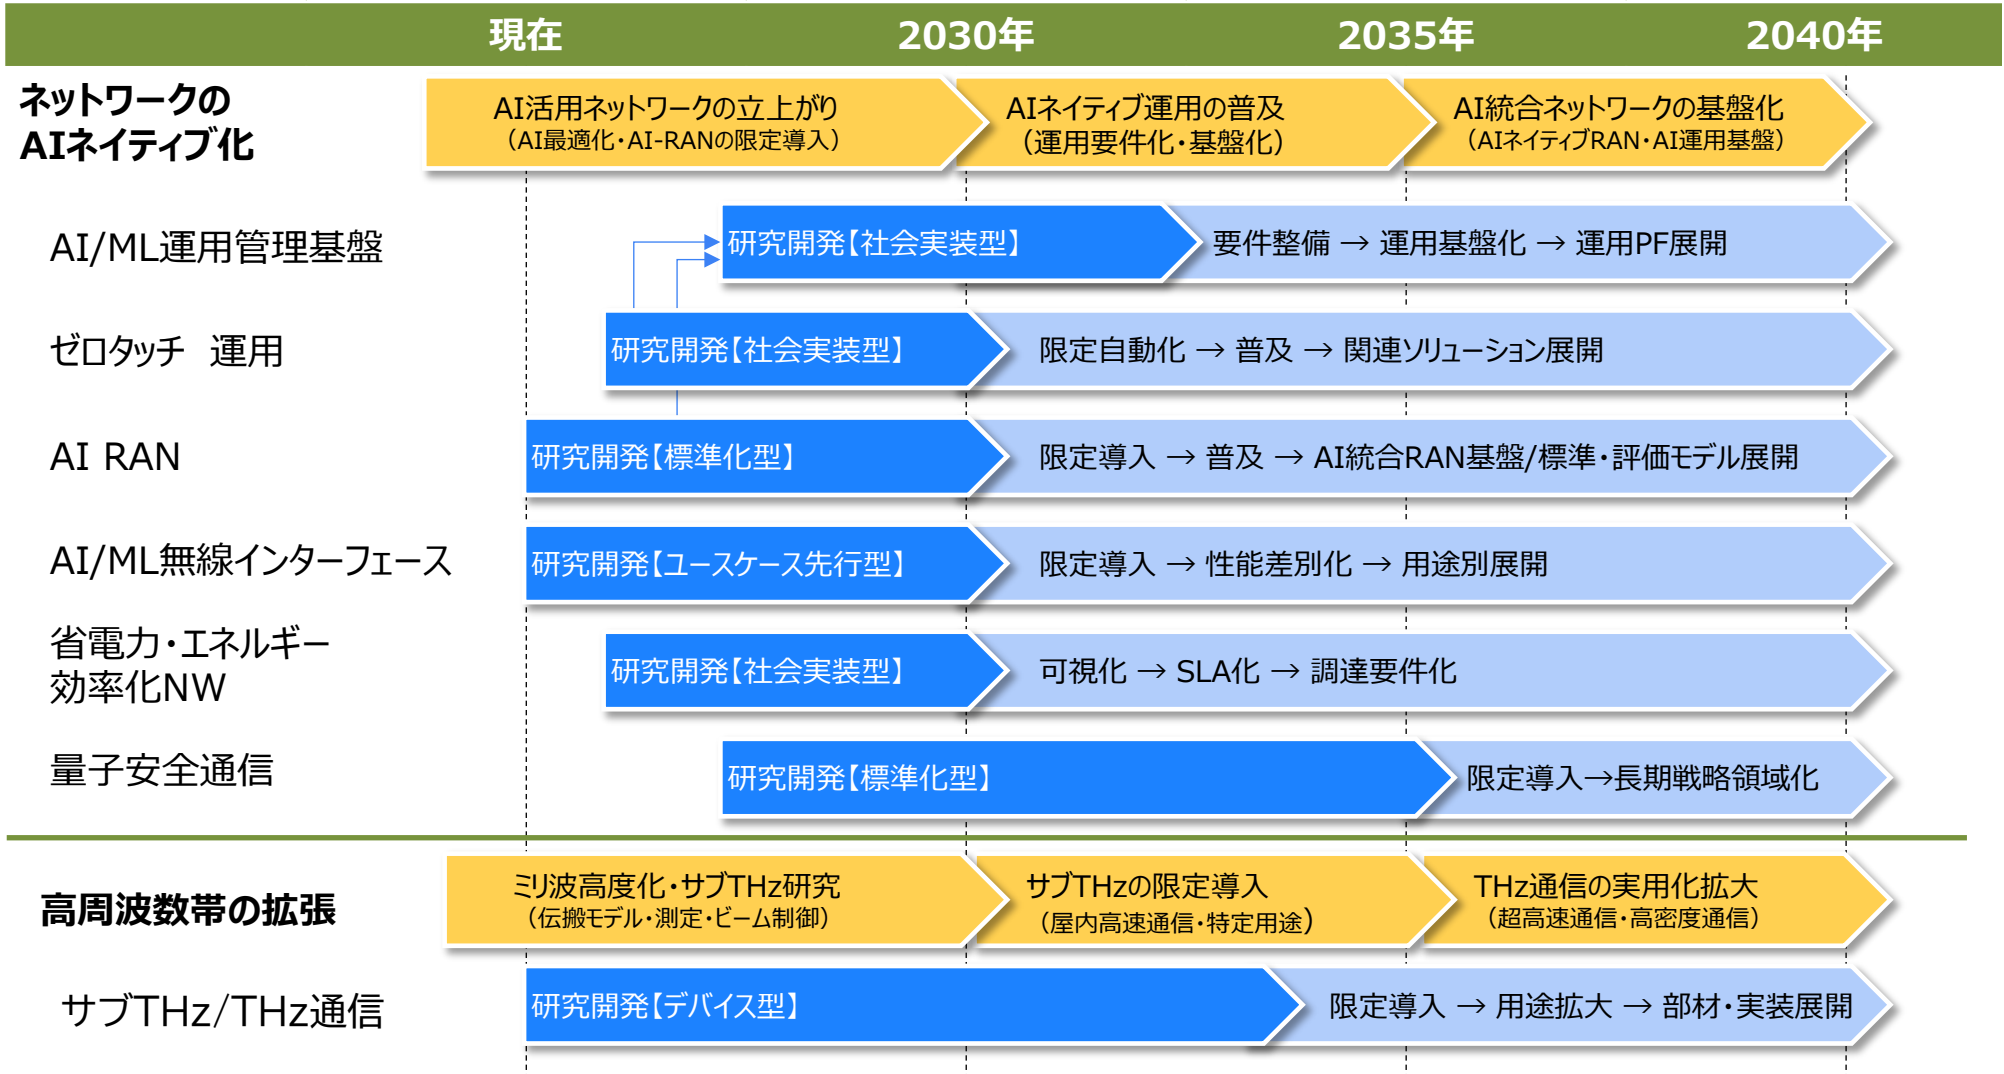 現在 2030年 2035年 2040年
ネットワークの
AIネイティブ化
AI活用ネットワークの立上がり
（AI最適化・AI-RANの限定導入）
AIネイティブ運用の普及
（運用要件化・基盤化）
AI統合ネットワークの基盤化
（AIネイティブRAN・AI運用基盤）
AI/ML運用管理基盤
研究開発【社会実装型】
要件整備 → 運用基盤化 → 運用PF展開
ゼロタッチ 運用
研究開発【社会実装型】
限定自動化 → 普及 → 関連ソリューション展開
AI RAN
研究開発【標準化型】
限定導入 → 普及 → AI統合RAN基盤/標準・評価モデル展開
AI/ML無線インターフェース
研究開発【ユースケース先行型】
限定導入 → 性能差別化 → 用途別展開
省電力・エネルギー
効率化NW
研究開発【社会実装型】
可視化 → SLA化 → 調達要件化
量子安全通信
研究開発【標準化型】
限定導入→長期戦略領域化
高周波数帯の拡張
ミリ波高度化・サブTHz研究
（伝搬モデル・測定・ビーム制御）
サブTHzの限定導入
（屋内高速通信・特定用途）
THz通信の実用化拡大
（超高速通信・高密度通信）
サブTHz/THz通信
研究開発【デバイス型】
限定導入 → 用途拡大 → 部材・実装展開